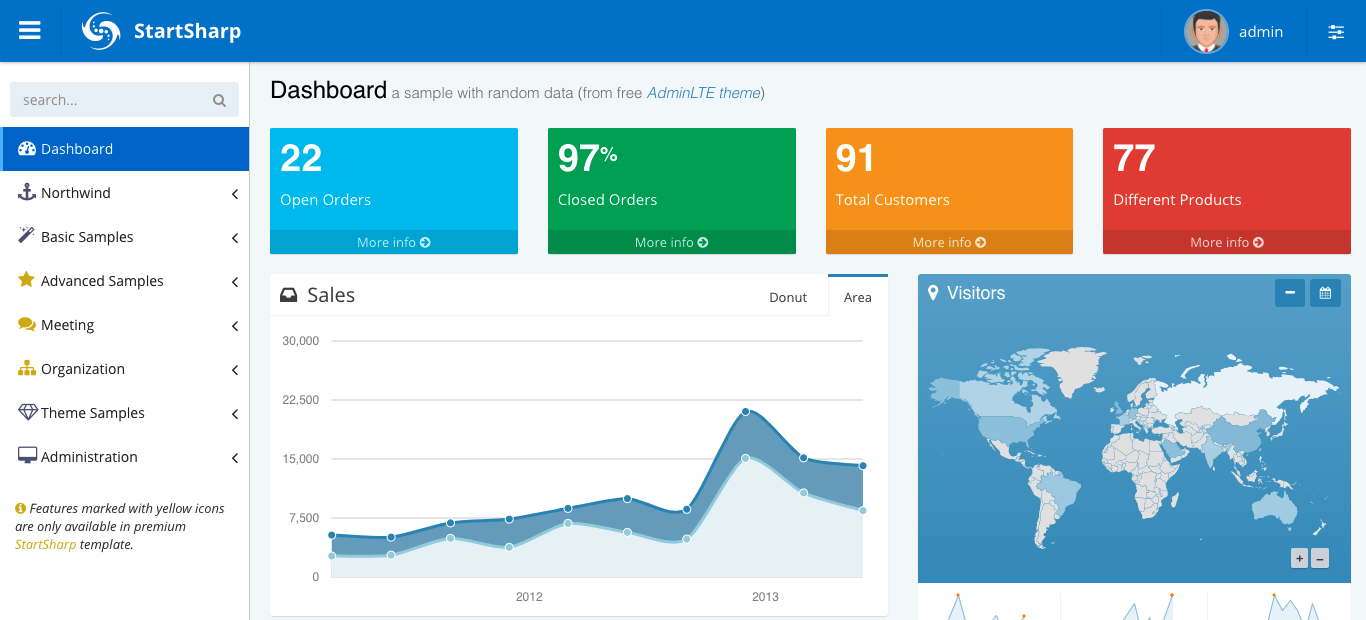 StartSharp
admin
search...
Dashboard
Northwind
Basic Samples
Advanced Samples
Meeting
Organization
Theme Samples
Administration
Features marked with yellow icons
are only available in premium
StartSharp template.
Dashboard a sample with random data (from free AdminLTE theme)
22
Open Orders
More info
97%
Closed Orders
More info
91
Total Customers
More info
77
Different Products
More info
Sales
Donut
Area
30,000
22,500
15,000
7,500
0
2012
2013
Visitors
+
−